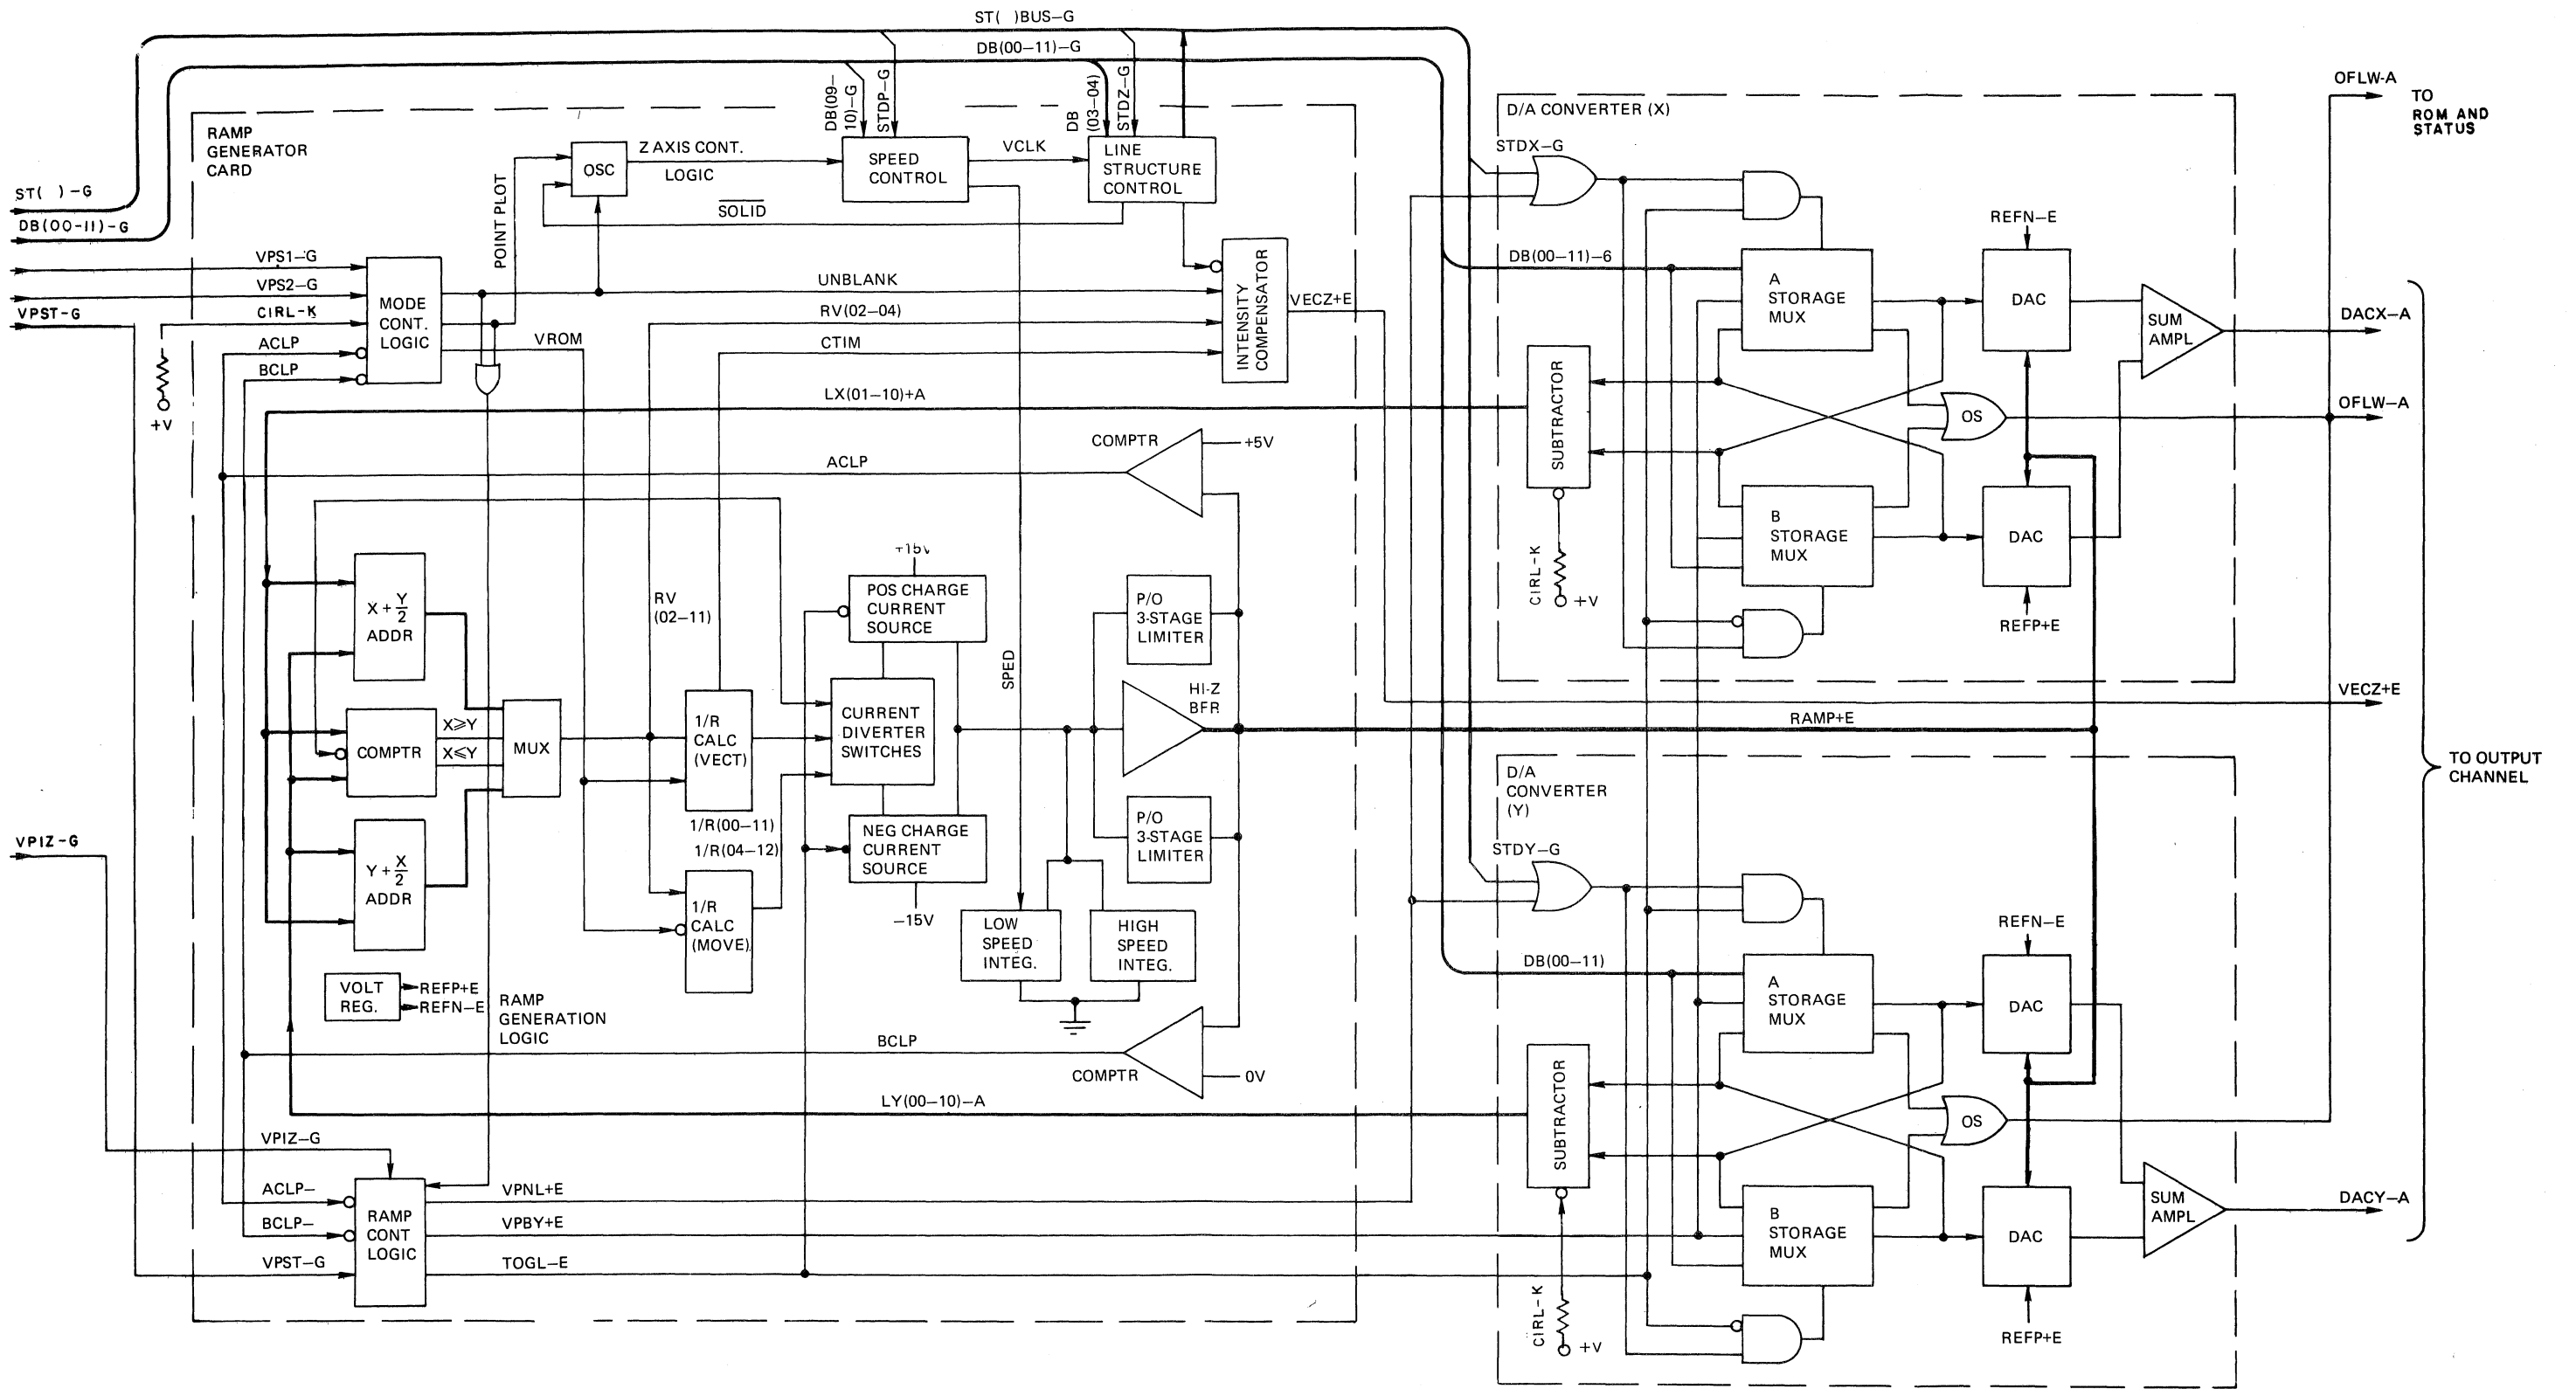 ST( )BUS–G
DB(00–11)–G
OFLW-A
TO
ROM AND
STATUS
DB(09–
10)–G
STDP–G
DB
(03–04)
STDZ–G
D/A CONVERTER (X)
RAMP
GENERATOR
CARD
OSC
Z AXIS CONT.
LOGIC
SPEED
CONTROL
VCLK
LINE
STRUCTURE
CONTROL
STDX–G
ST( )-G
DB(00-11)-G
POINT PLOT
SOLID
REFN–E
VPS1–G
VPS2–G
VPST-G
CIRL-K
ACLP
BCLP
+V
MODE
CONT.
LOGIC
UNBLANK
RV(02–04)
VROM
CTIM
INTENSITY
COMPENSATOR
VECZ+E
DB(00–11)–6
A
STORAGE
MUX
DAC
SUM
AMPL
DACX–A
LX(01–10)+A
SUBTRACTOR
OS
OFLW–A
COMPTR
+5V
ACLP
B
STORAGE
MUX
DAC
CIRL–K
+V
REFP+E
+15V
X + Y/2
ADDR
RV
(02–11)
POS CHARGE
CURRENT
SOURCE
P/O
3-STAGE
LIMITER
SPED
COMPTR
X⩾Y
X⩽Y
MUX
1/R
CALC
(VECT)
CURRENT
DIVERTER
SWITCHES
HI-Z
BFR
VECZ+E
RAMP+E
TO OUTPUT
CHANNEL
D/A
CONVERTER
(Y)
1/R(00–11)
1/R(04–12)
NEG CHARGE
CURRENT
SOURCE
–15V
P/O
3-STAGE
LIMITER
VPIZ-G
Y + X/2
ADDR
1/R
CALC
(MOVE)
LOW
SPEED
INTEG.
HIGH
SPEED
INTEG.
STDY–G
REFN–E
DB(00–11)
A
STORAGE
MUX
DAC
VOLT
REG.
REFP+E
REFN–E
RAMP
GENERATION
LOGIC
BCLP
COMPTR
0V
LY(00–10)–A
SUBTRACTOR
OS
VPIZ–G
ACLP–
BCLP–
VPST–G
RAMP
CONT
LOGIC
VPNL+E
VPBY+E
TOGL–E
B
STORAGE
MUX
DAC
SUM
AMPL
DACY–A
CIRL–K
+V
REFP+E